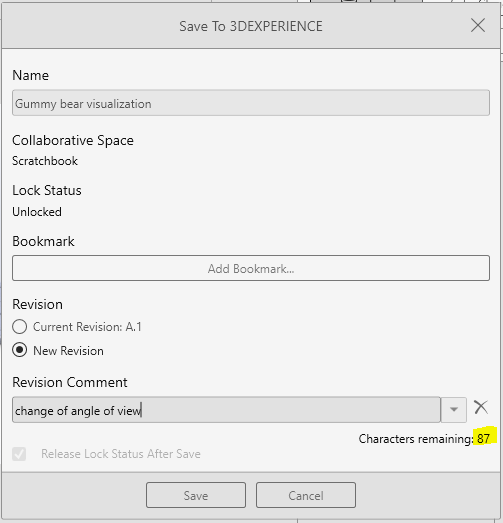 Save To 3DEXPERIENCE
Name
Gummy bear visualization
Collaborative Space
Scratchbook
Lock Status
Unlocked
Bookmark
Add Bookmark...
Revision
Current Revision: A.1
New Revision
Revision Comment
change of angle of view
Characters remaining: 87
Release Lock Status After Save
Save
Cancel